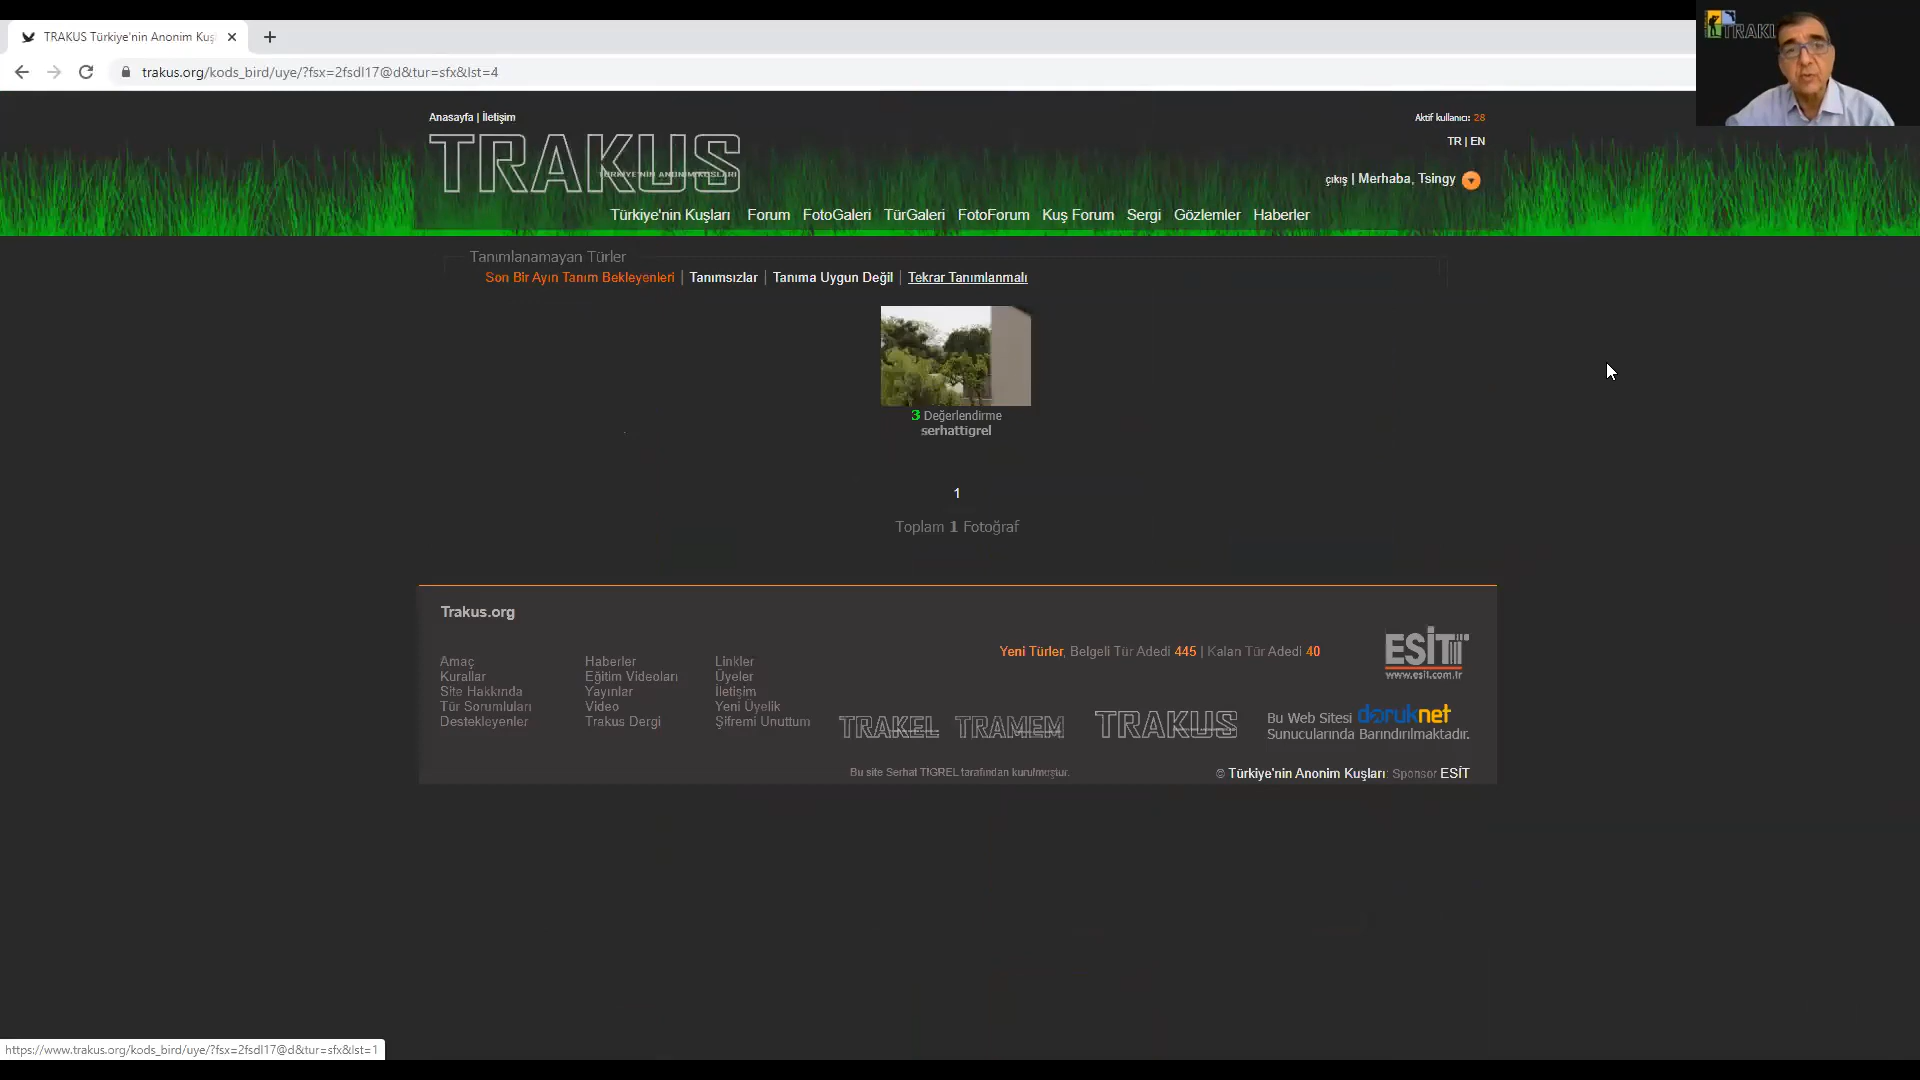 TRAKUS Türkiye'nin Anonim Kuş
trakus.org/kods_bird/uye/?fsx=2fsdl17@d&tur=sfx&lst=4
Anasayfa | İletişim
Aktif kullanıcı: 28
TR | EN
TRAKUS
TÜRKİYE'NİN ANONİM KUŞLARI
çıkış | Merhaba, Tsingy
Türkiye'nin Kuşları Forum FotoGaleri TürGaleri FotoForum Kuş Forum Sergi Gözlemler Haberler
Tanımlanamayan Türler
Son Bir Ayın Tanım Bekleyenleri | Tanımsızlar | Tanıma Uygun Değil | Tekrar Tanımlanmalı
3 Değerlendirme
serhattigrel
1
Toplam 1 Fotoğraf
Trakus.org
Yeni Türler, Belgeli Tür Adedi 445 | Kalan Tür Adedi 40
ESİT
www.esit.com.tr
Amaç Haberler Linkler
Kurallar Eğitim Videoları Üyeler
Site Hakkında Yayınlar İletişim
Tür Sorumluları Video Yeni Üyelik
Destekleyenler Trakus Dergi Şifremi Unuttum
TRAKEL TRAMEM TRAKUS
Bu Web Sitesi doruknet
Sunucularında Barındırılmaktadır.
Bu site Serhat TIGREL tarafından kurulmuştur.
© Türkiye'nin Anonim Kuşları: Sponsor ESİT
https://www.trakus.org/kods_bird/uye/?fsx=2fsdl17@d&tur=sfx&lst=1